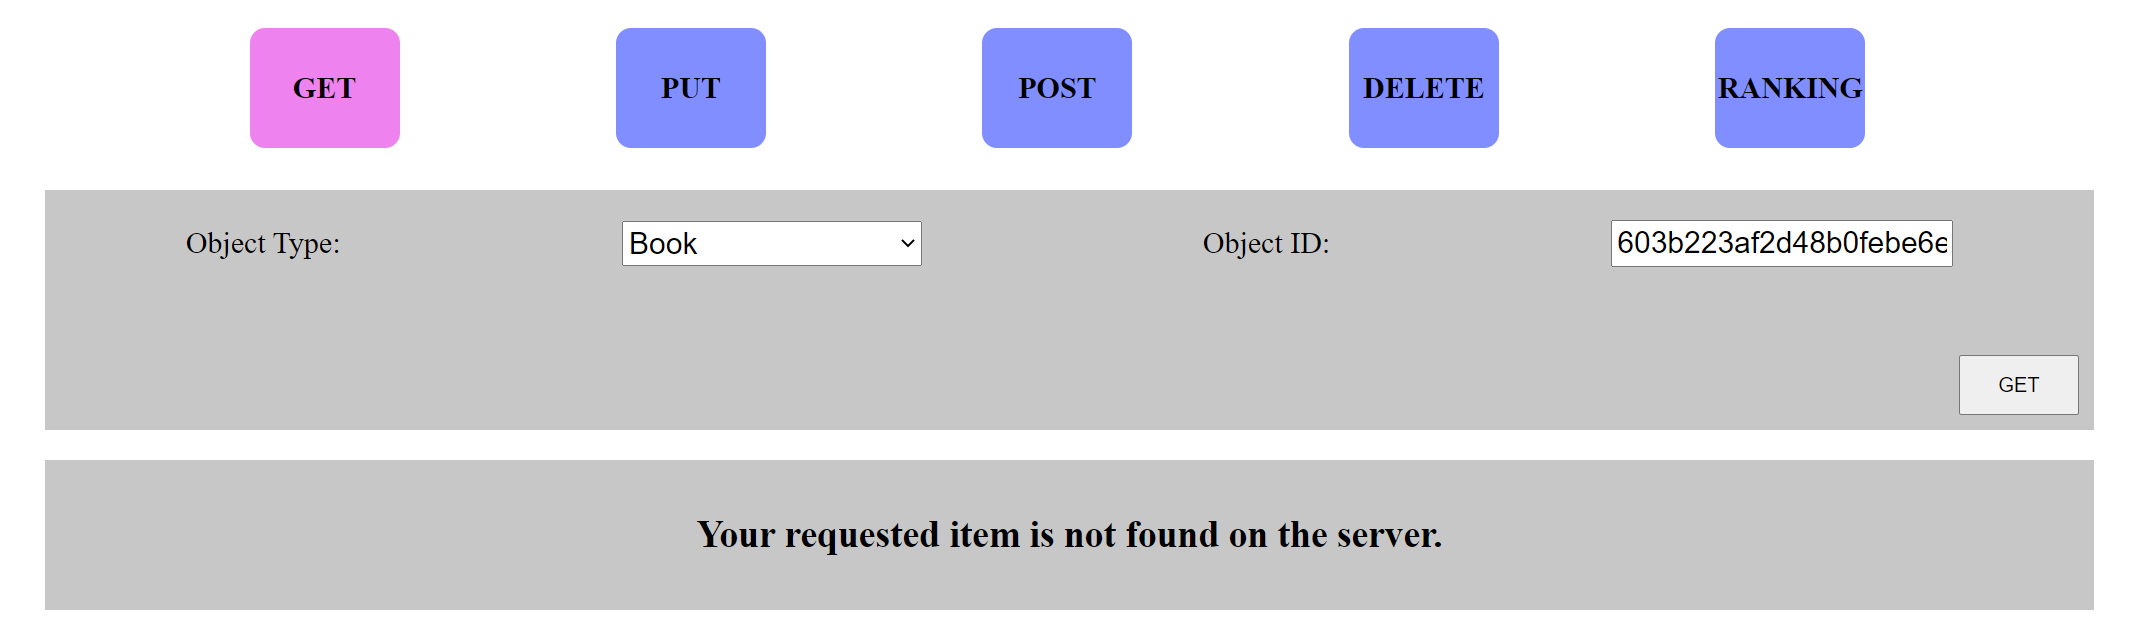 GET PUT POST DELETE RANKING
Object Type: Book Object ID: 603b223af2d48b0febe6e
GET
Your requested item is not found on the server.